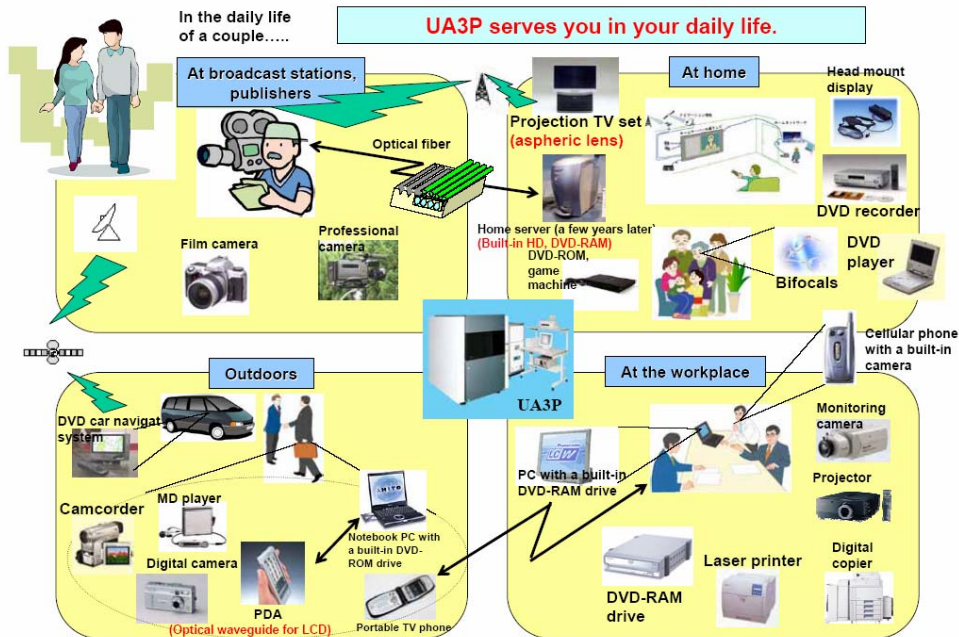 In the daily life
of a couple.....
UA3P serves you in your daily life.
At broadcast stations,
publishers
Optical fiber
Film camera
Professional
camera
At home
Head mount
display
Projection TV set
(aspheric lens)
DVD recorder
Home server (a few years later)
(Built-in HD, DVD-RAM)
DVD-ROM,
game
machine
Bifocals
DVD
player
UA3P
Outdoors
DVD car navigat
system
Camcorder
MD player
Digital camera
PDA
(Optical waveguide for LCD)
Notebook PC with
a built-in DVD-
ROM drive
Portable TV phone
At the workplace
Cellular phone
with a built-in
camera
Monitoring
camera
PC with a built-in
DVD-RAM drive
Projector
DVD-RAM
drive
Laser printer
Digital
copier